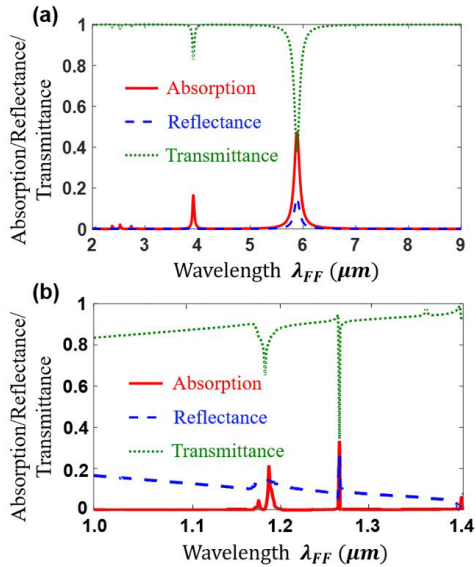 (a)
Absorption/Reflectance/
Transmittance
1
0.8
0.6
0.4
0.2
0
Absorption
Reflectance
Transmittance
2 3 4 5 6 7 8 9
Wavelength λFF (μm)
(b)
Absorption/Reflectance/
Transmittance
1
0.8
0.6
0.4
0.2
0
Absorption
Reflectance
Transmittance
1.0 1.2 1.3 1.4
Wavelength λFF (μm)